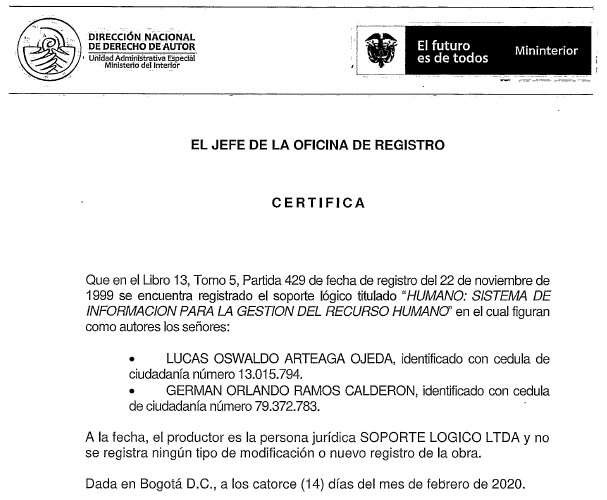 DIRECCIÓN NACIONAL
DE DERECHO DE AUTOR
Unidad Administrativa Especial
Ministerio del Interior
El futuro
es de todos
Mininterior
EL JEFE DE LA OFICINA DE REGISTRO
CERTIFICA
Que en el Libro 13, Tomo 5, Partida 429 de fecha de registro del 22 de noviembre de
1999 se encuentra registrado el soporte lógico titulado “HUMANO: SISTEMA DE
INFORMACION PARA LA GESTION DEL RECURSO HUMANO” en el cual figuran
como autores los señores:
• LUCAS OSWALDO ARTEAGA OJEDA, identificado con cedula de
ciudadanía número 13.015.794.
• GERMAN ORLANDO RAMOS CALDERON, identificado con cedula
de ciudadanía número 79.372.783.
A la fecha, el productor es la persona jurídica SOPORTE LOGICO LTDA y no
se registra ningún tipo de modificación o nuevo registro de la obra.
Dada en Bogotá D.C., a los catorce (14) días del mes de febrero de 2020.